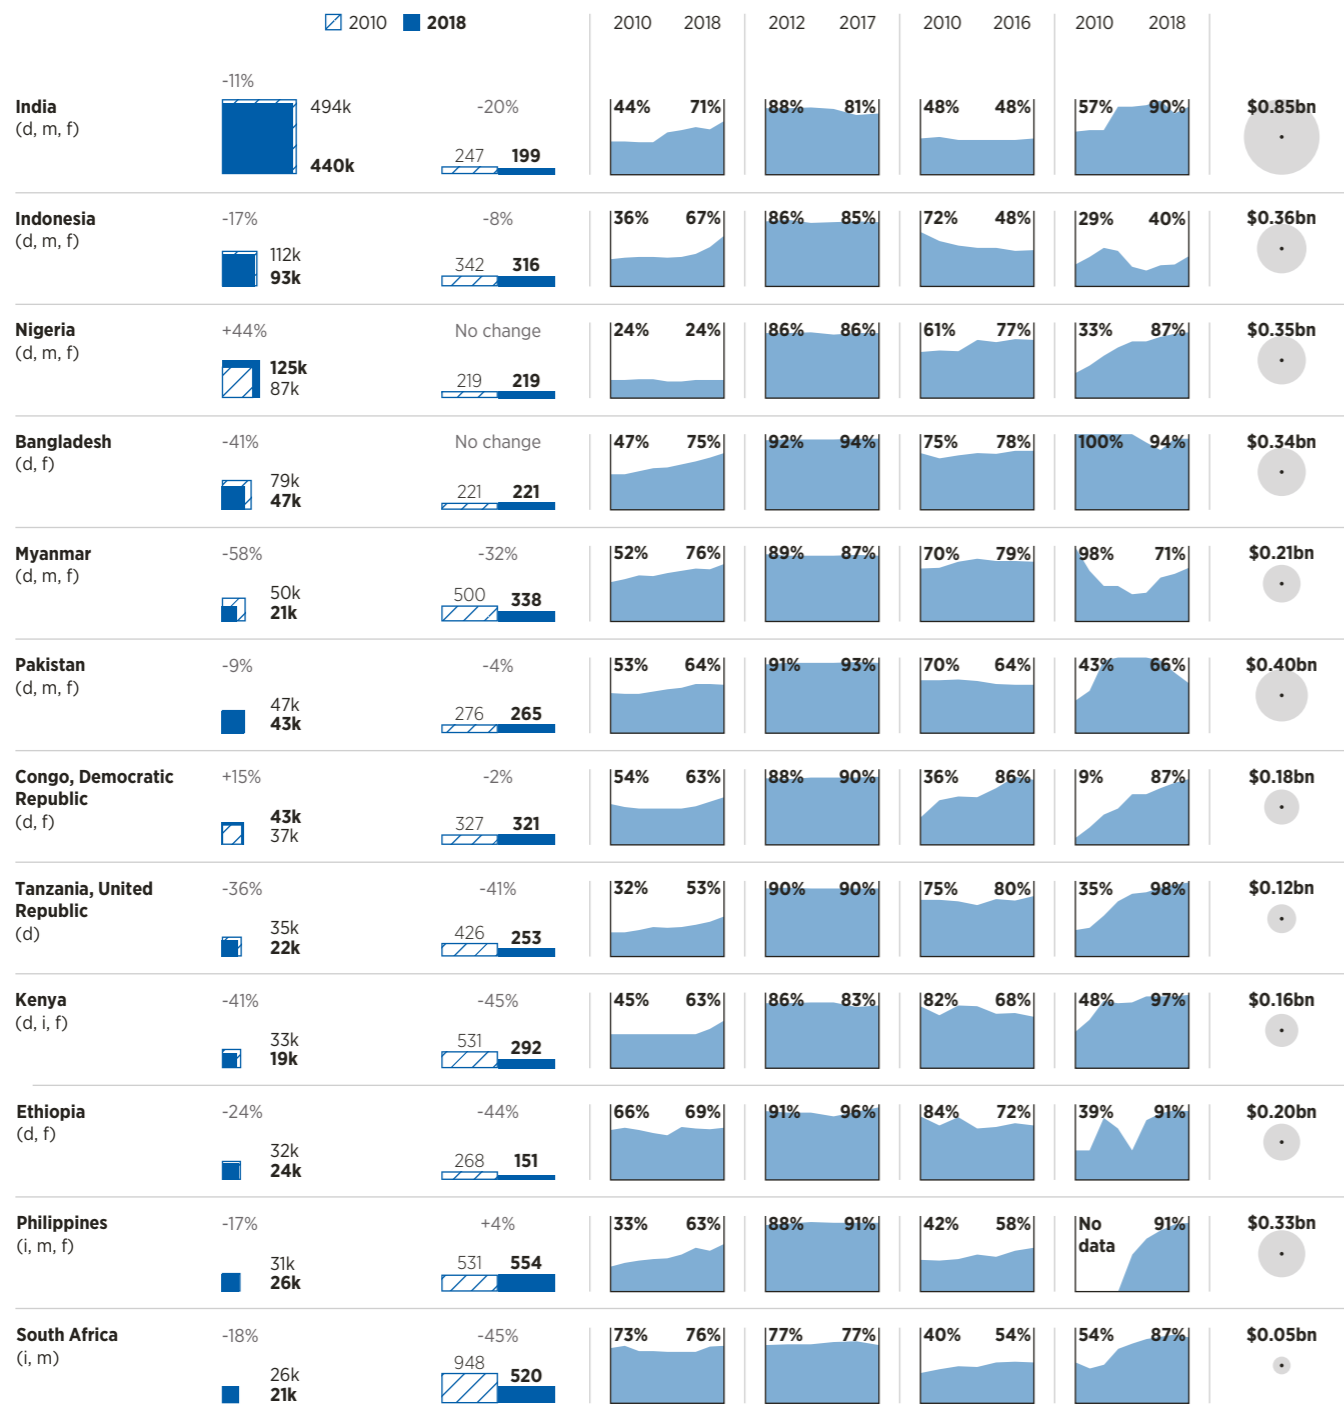 2010 2018 2010 2018 2012 2017 2010 2016 2010 2018
-11%
India 494k -20% 44% 71% 88% 81% 48% 48% 57% 90% $0.85bn
(d, m, f)
247 199
440k
Indonesia -17% -8% 36% 67% 86% 85% 72% 48% 29% 40% $0.36bn
(d, m, f)
112k
342 316
93k
Nigeria +44% No change 24% 24% 86% 86% 61% 77% 33% 87% $0.35bn
(d, m, f)
125k
219 219
87k
Bangladesh -41% No change 47% 75% 92% 94% 75% 78% 100% 94% $0.34bn
(d, f)
79k
221 221
47k
Myanmar -58% -32% 52% 76% 89% 87% 70% 79% 98% 71% $0.21bn
(d, m, f)
50k
500 338
21k
Pakistan -9% -4% 53% 64% 91% 93% 70% 64% 43% 66% $0.40bn
(d, m, f)
47k
276 265
43k
Congo, Democratic +15% -2% 54% 63% 88% 90% 36% 86% 9% 87% $0.18bn
Republic
(d, f)
43k
327 321
37k
Tanzania, United -36% -41% 32% 53% 90% 90% 75% 80% 35% 98% $0.12bn
Republic
(d)
35k
426 253
22k
Kenya -41% -45% 45% 63% 86% 83% 82% 68% 48% 97% $0.16bn
(d, i, f)
33k
531 292
19k
Ethiopia -24% -44% 66% 69% 91% 96% 84% 72% 39% 91% $0.20bn
(d, f)
32k
268 151
24k
Philippines -17% +4% 33% 63% 88% 91% 42% 58% No 91% $0.33bn
(i, m, f) data
31k
531 554
26k
South Africa -18% -45% 73% 76% 77% 77% 40% 54% 54% 87% $0.05bn
(i, m)
948
26k
520
21k